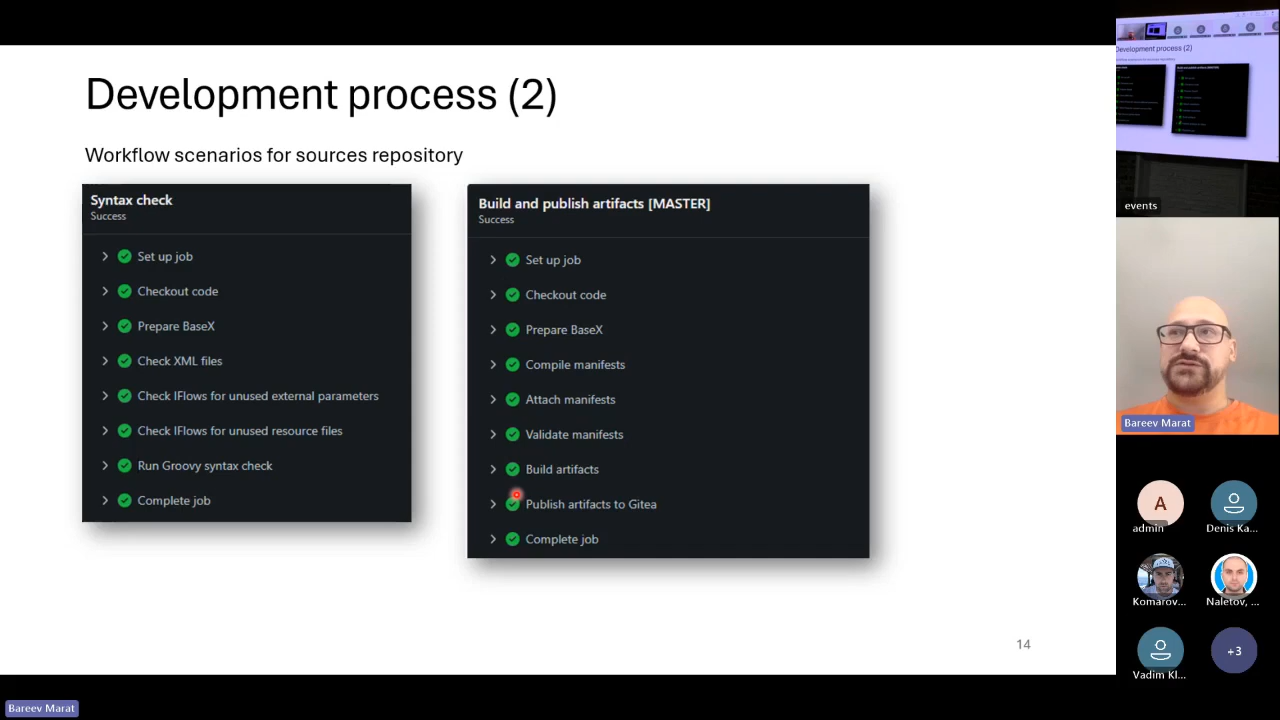 Development process (2)
Workflow scenarios for sources repository
Syntax check
Success
Set up job
Checkout code
Prepare BaseX
Check XML files
Check IFlows for unused external parameters
Check IFlows for unused resource files
Run Groovy syntax check
Complete job
Build and publish artifacts [MASTER]
Success
Set up job
Checkout code
Prepare BaseX
Compile manifests
Attach manifests
Validate manifests
Build artifacts
Publish artifacts to Gitea
Complete job
14
Bareev Marat
Development process (2)
events
Bareev Marat
A
admin
Denis Ka...
Komarov...
Naletov, ...
Vadim Kl...
+3